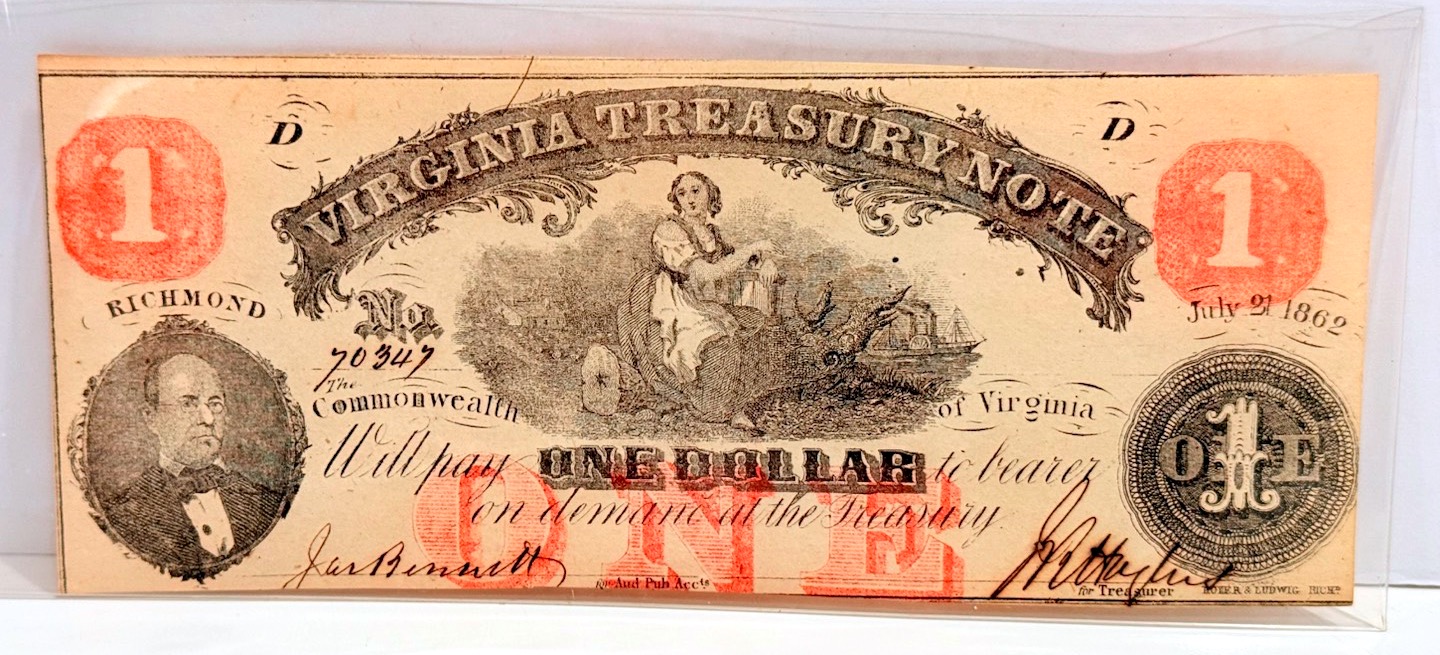 D D
VIRGINIA TREASURY NOTE
1 1
RICHMOND
July 21 1862
No.
70347
The
Commonwealth of Virginia
Will pay ONE DOLLAR to bearer
ONE
on demand at the Treasury.
O1E
Jas Bennett
for Aud Pub Accts
for Treasurer
HOYER & LUDWIG RICHD